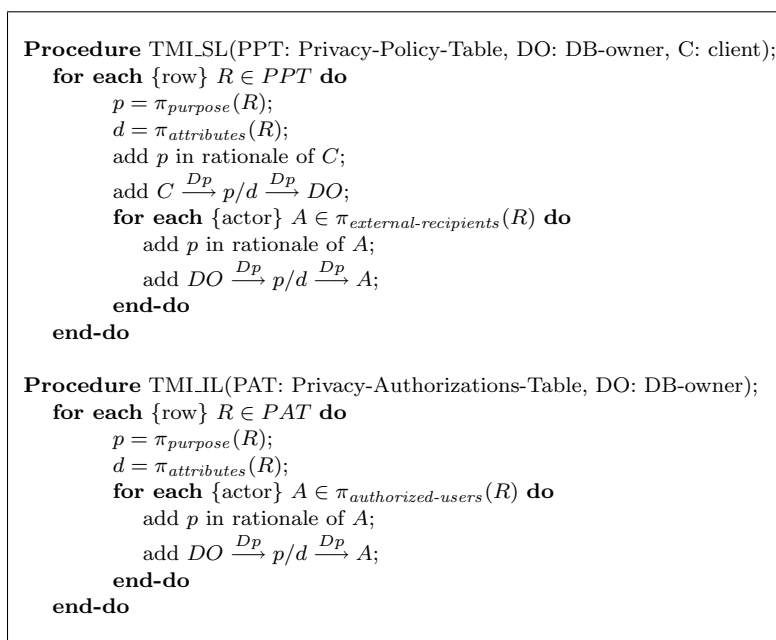 Procedure TMI_SL(PPT: Privacy-Policy-Table, DO: DB-owner, C: client);
for each {row} R ∈ PPT do
p = π_purpose(R);
d = π_attributes(R);
add p in rationale of C;
add C —Dp→ p/d —Dp→ DO;
for each {actor} A ∈ π_external-recipients(R) do
add p in rationale of A;
add DO —Dp→ p/d —Dp→ A;
end-do
end-do
Procedure TMI_IL(PAT: Privacy-Authorizations-Table, DO: DB-owner);
for each {row} R ∈ PAT do
p = π_purpose(R);
d = π_attributes(R);
for each {actor} A ∈ π_authorized-users(R) do
add p in rationale of A;
add DO —Dp→ p/d —Dp→ A;
end-do
end-do